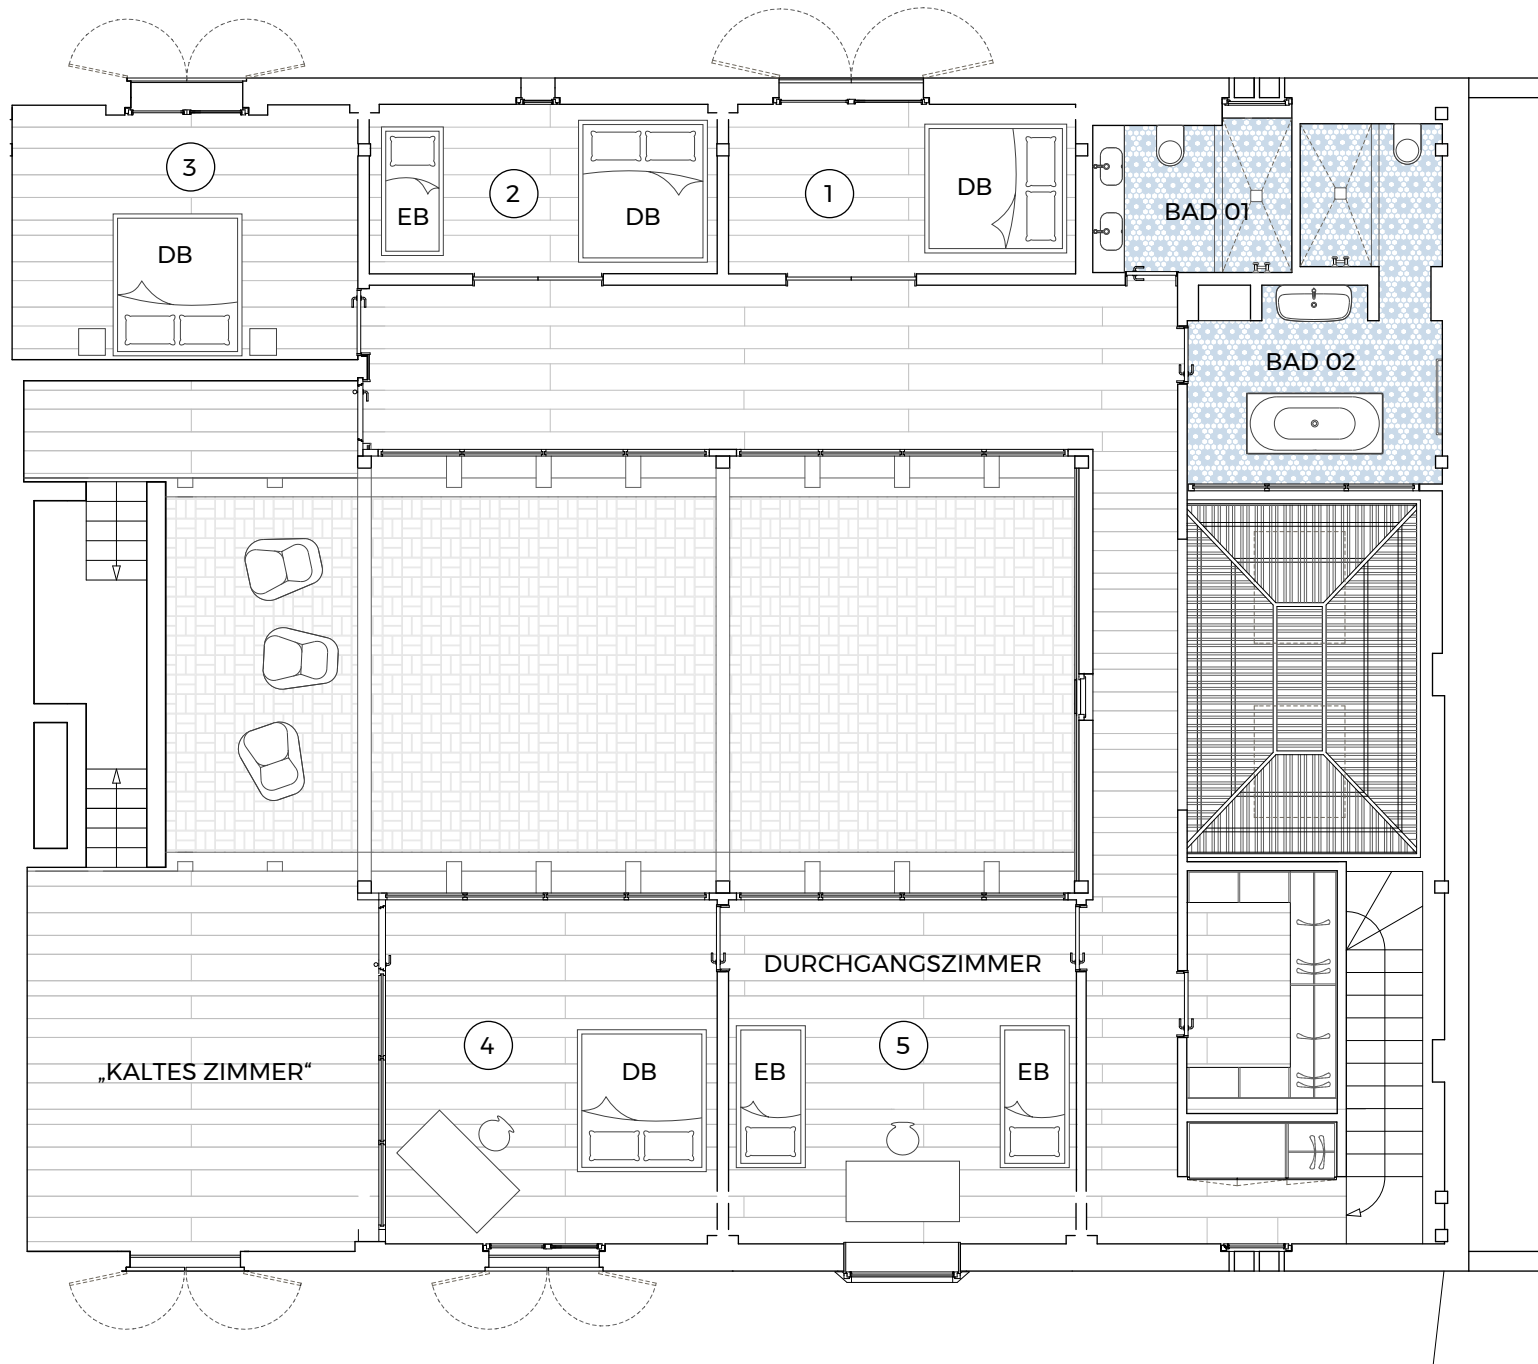 3
2
1
DB
EB
DB
DB
BAD 01
BAD 02
DURCHGANGSZIMMER
4
5
„KALTES ZIMMER“
DB
EB
EB